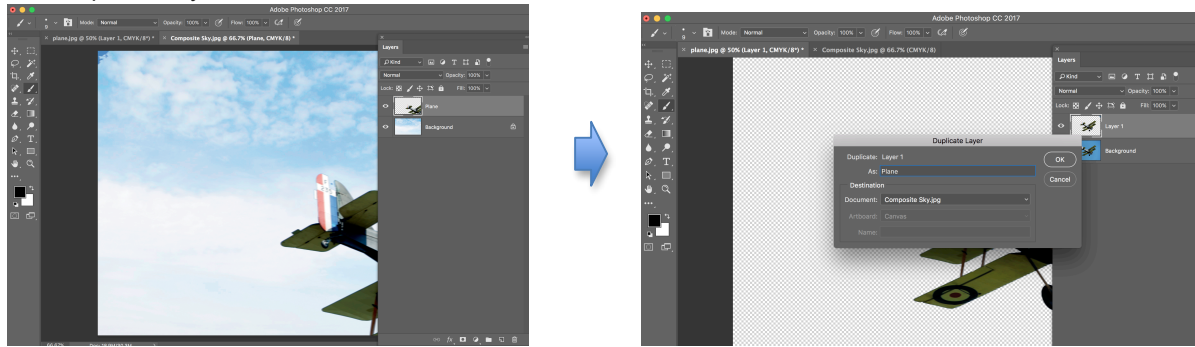 Adobe Photoshop CC 2017
9 Mode: Normal Opacity: 100% Flow: 100%
× plane.jpg @ 50% (Layer 1, CMYK/8*) * × Composite Sky.jpg @ 66.7% (Plane, CMYK/8) *
Layers
Kind
Normal Opacity: 100%
Lock: Fill: 100%
Plane
Background
fx
Adobe Photoshop CC 2017
9 Mode: Normal Opacity: 100% Flow: 100%
× plane.jpg @ 50% (Layer 1, CMYK/8*) * × Composite Sky.jpg @ 66.7% (CMYK/8)
Layers
Kind
Normal Opacity: 100%
Lock: Fill: 100%
Layer 1
Background
Duplicate Layer
Duplicate: Layer 1
As: Plane
Destination
Document: Composite Sky.jpg
Artboard: Canvas
Name:
OK
Cancel